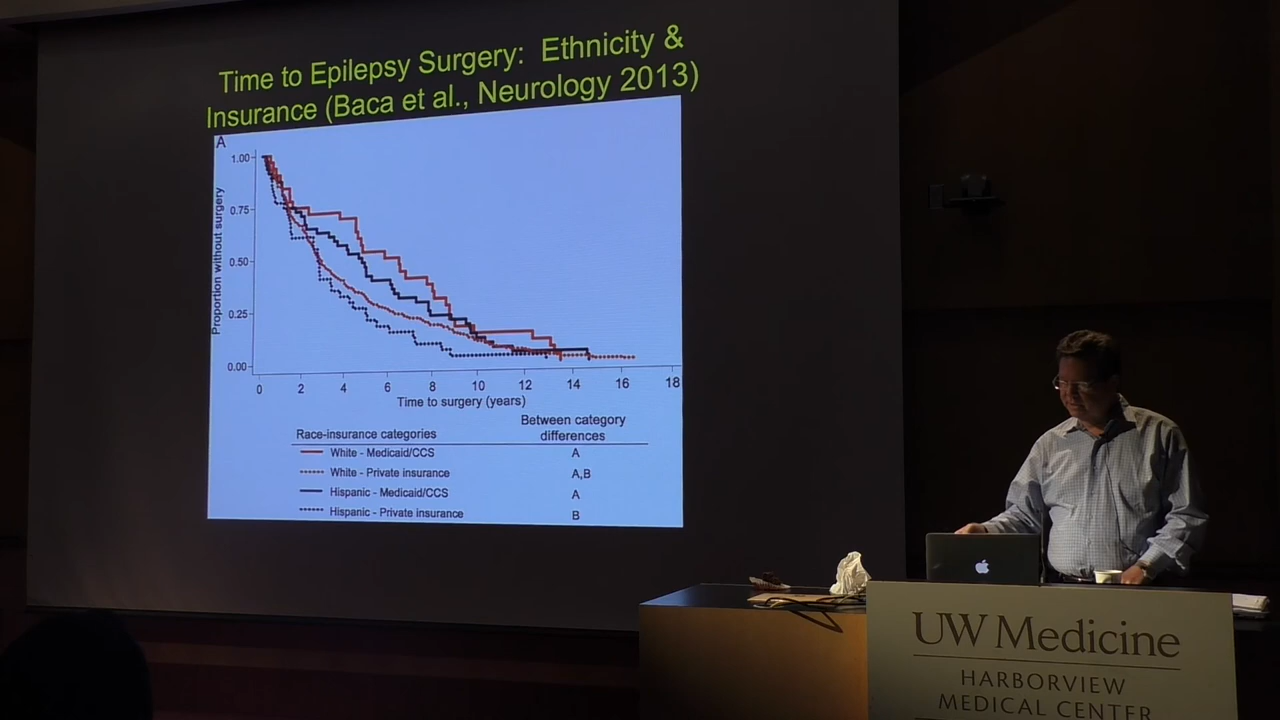 Time to Epilepsy Surgery: Ethnicity &
Insurance (Baca et al., Neurology 2013)
A
Proportion without surgery
1.00
0.75
0.50
0.25
0.00
0 2 4 6 8 10 12 14 16 18
Time to surgery (years)
Race-insurance categories
Between category
differences
White - Medicaid/CCS A
White - Private insurance A,B
Hispanic - Medicaid/CCS A
Hispanic - Private insurance B
UW Medicine
HARBORVIEW
MEDICAL CENTER